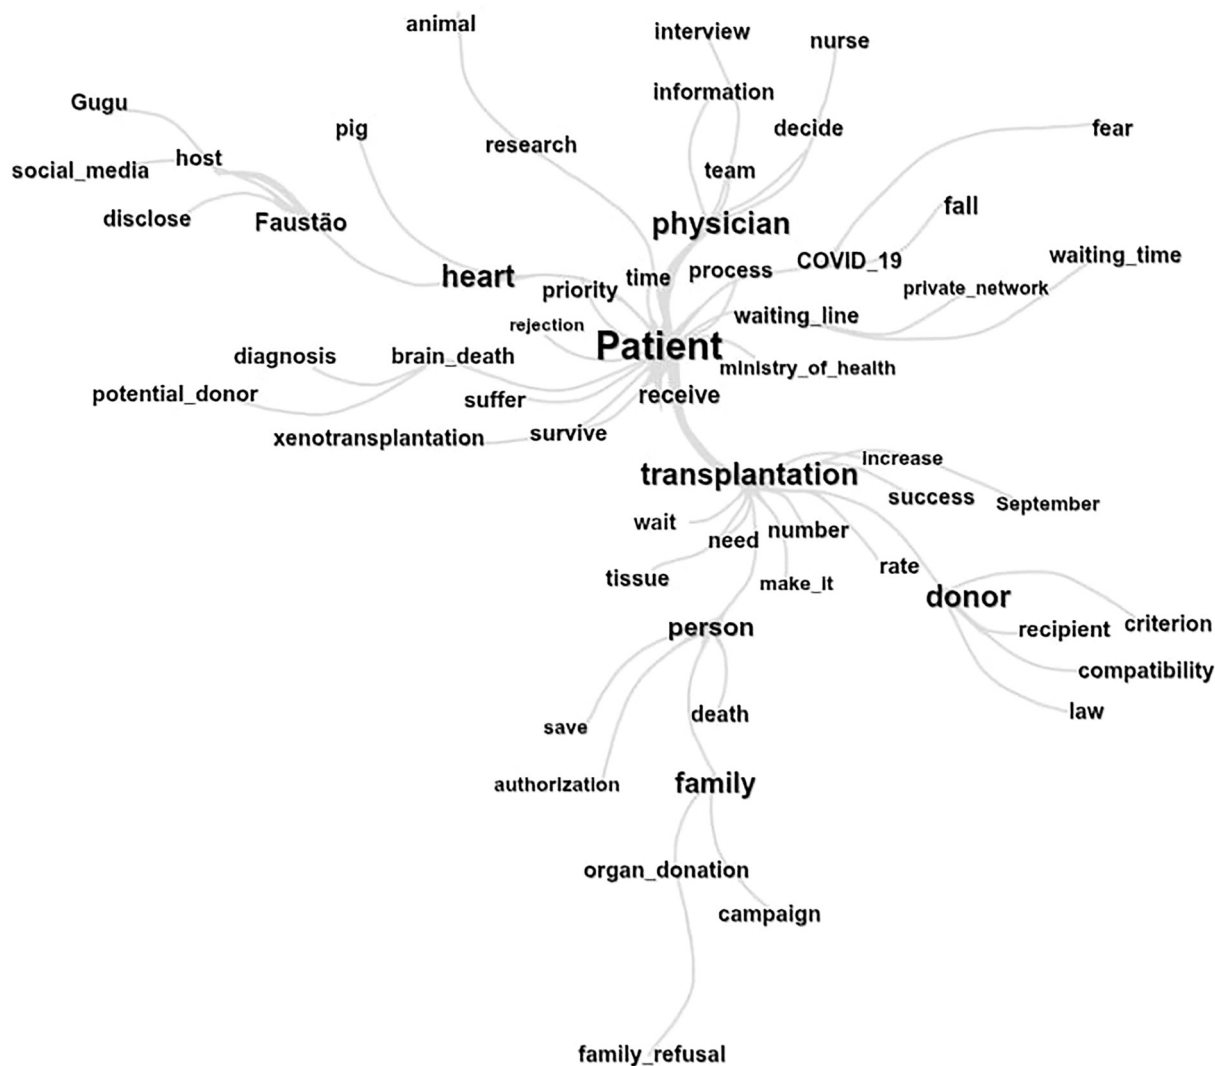 animal
interview
nurse
Gugu
information
pig
decide
fear
research
host
social_media
team
fall
disclose
Faustão
physician
heart
priority
time
process
COVID_19
waiting_time
private_network
rejection
waiting_line
Patient
diagnosis
brain_death
ministry_of_health
potential_donor
suffer
receive
xenotransplantation
survive
transplantation
increase
success
September
wait
need
number
tissue
make_it
rate
donor
person
recipient
criterion
compatibility
save
death
law
authorization
family
organ_donation
campaign
family_refusal